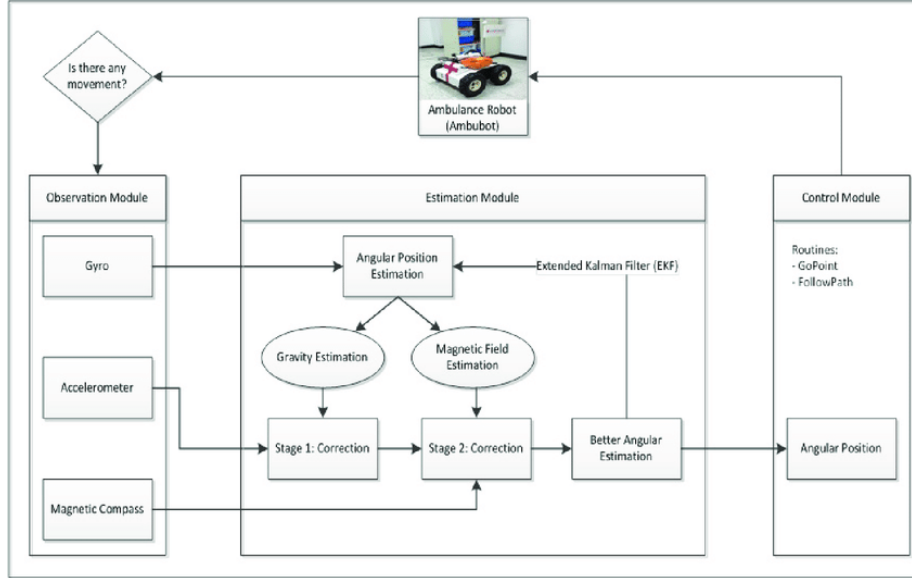 Is there any
movement?
Ambulance Robot
(Ambubot)
Observation Module
Estimation Module
Control Module
Gyro
Angular Position
Estimation
Extended Kalman Filter (EKF)
Routines:
- GoPoint
- FollowPath
Gravity Estimation
Magnetic Field
Estimation
Accelerometer
Stage 1: Correction
Stage 2: Correction
Better Angular
Estimation
Angular Position
Magnetic Compass